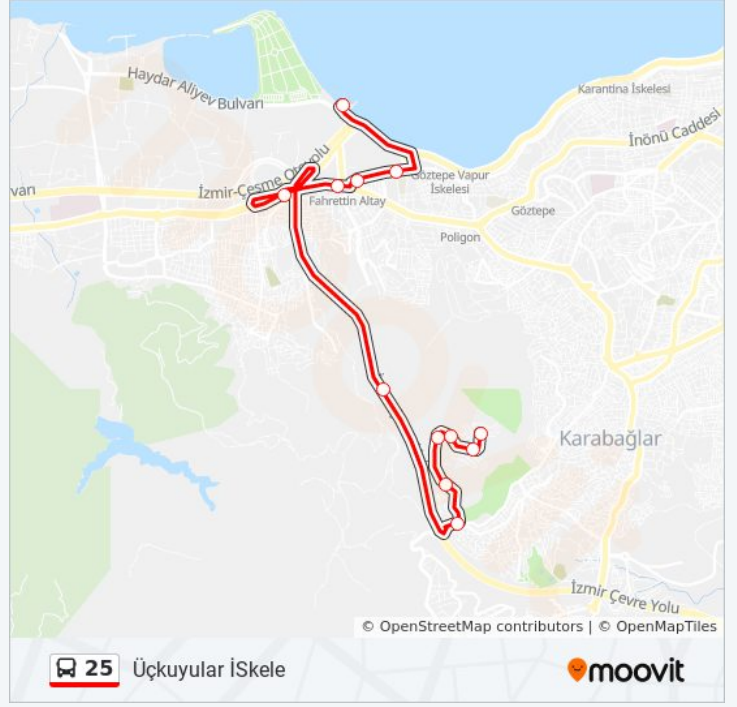 Haydar Aliyev Bulvarı
Karantina İskelesi
İnönü Caddesi
İzmir-Çeşme Otoyolu
varı
Göztepe Vapur
İskelesi
Fahrettin Altay
Göztepe
Poligon
Karabağlar
İzmir Çevre Yolu
© OpenStreetMap contributors | © OpenMapTiles
25 Üçkuyular İSkele
moovit